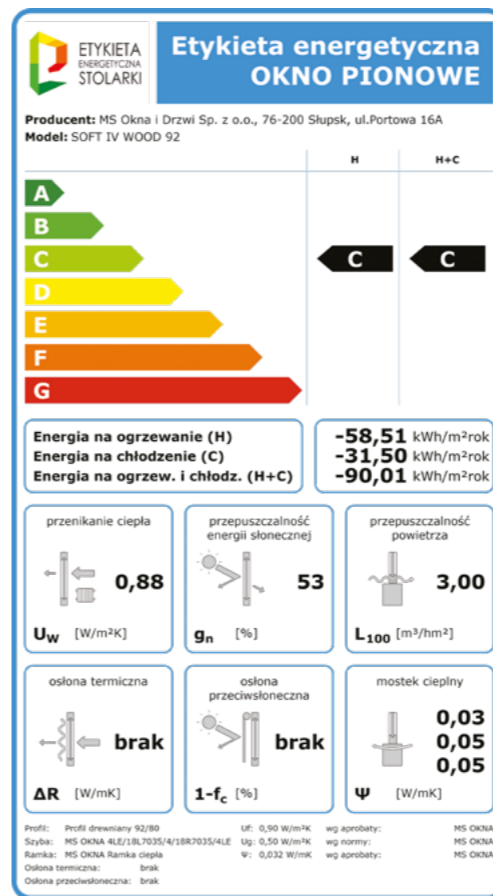 ETYKIETA
ENERGETYCZNA
STOLARKI
Etykieta energetyczna
OKNO PIONOWE
Producent: MS Okna i Drzwi Sp. z o.o., 76-200 Słupsk, ul.Portowa 16A
Model: SOFT IV WOOD 92
H H+C
A
B
C C C
D
E
F
G
Energia na ogrzewanie (H) -58,51 kWh/m²rok
Energia na chłodzenie (C) -31,50 kWh/m²rok
Energia na ogrzew. i chłodz. (H+C) -90,01 kWh/m²rok
przenikanie ciepła
0,88
Uw [W/m²K]
przepuszczalność
energii słonecznej
53
gn [%]
przepuszczalność
powietrza
3,00
L100 [m³/hm²]
osłona termiczna
brak
ΔR [W/mK]
osłona
przeciwsłoneczna
brak
1-fc [%]
mostek cieplny
0,03
0,05
0,05
Ψ [W/mK]
Profil: Profil drewniany 92/80 Uf: 0,90 W/m²K wg aprobaty: MS OKNA
Szyba: MS OKNA 4LE/18L7035/4/18R7035/4LE Ug: 0,50 W/m²K wg normy: MS OKNA
Ramka: MS OKNA Ramka ciepła Ψ: 0,032 W/mK wg aprobaty: MS OKNA
Osłona termiczna: brak
Osłona przeciwsłoneczna: brak